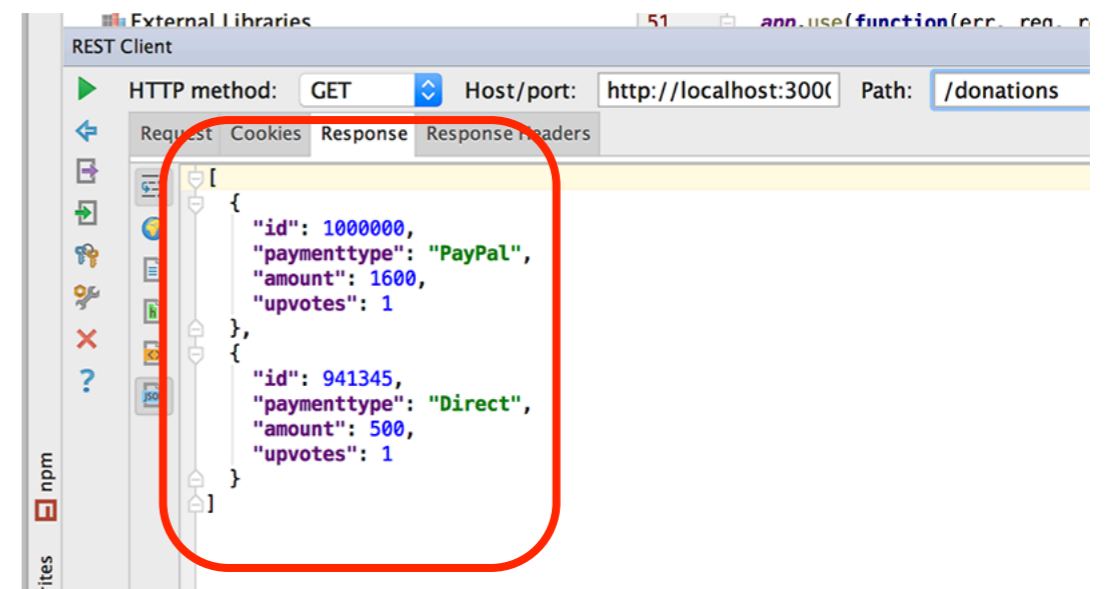 External Libraries
51 app.use(function(err, req, r
REST Client
HTTP method: GET Host/port: http://localhost:300( Path: /donations
Request Cookies Response Response Headers
[
{
"id": 1000000,
"paymenttype": "PayPal",
"amount": 1600,
"upvotes": 1
},
{
"id": 941345,
"paymenttype": "Direct",
"amount": 500,
"upvotes": 1
}
]
npm